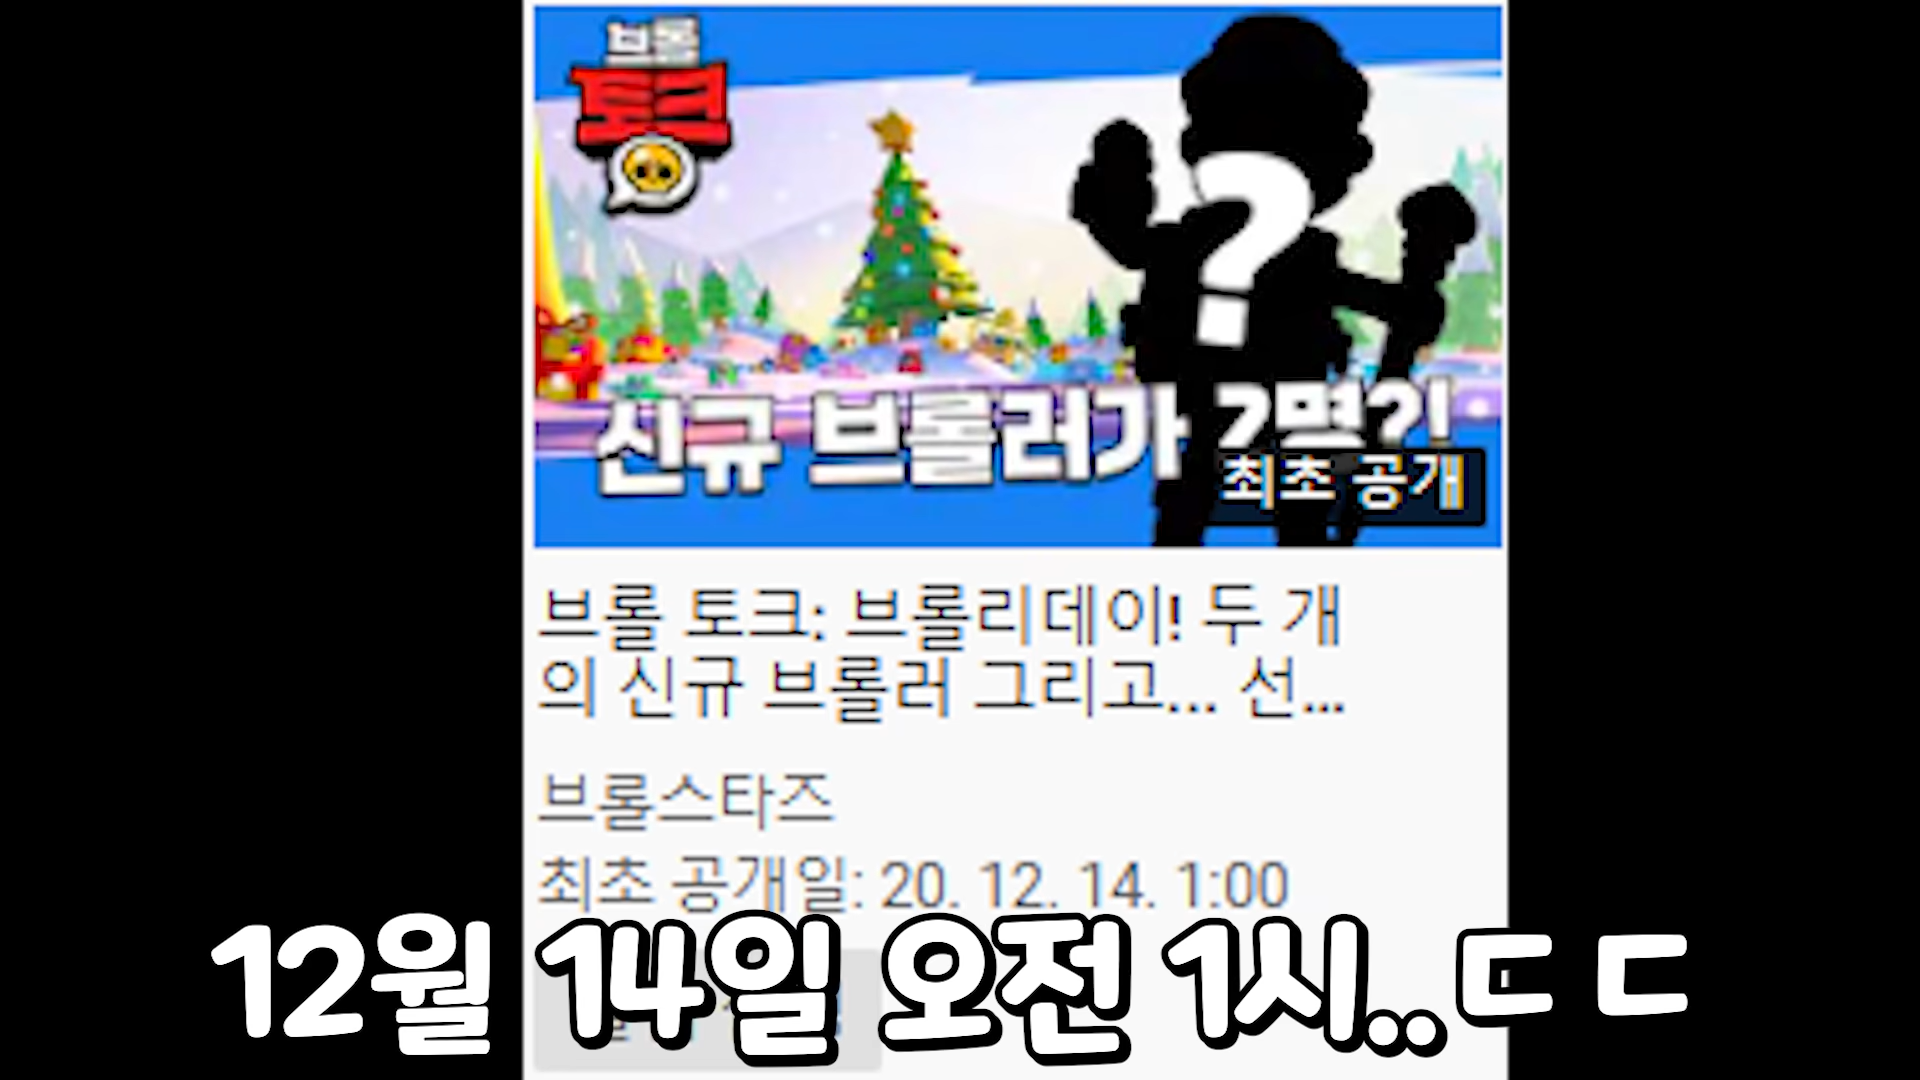 브롤
토크
?
신규 브롤러가 2명?!
최초 공개
브롤 토크: 브롤리데이! 두 개
의 신규 브롤러 그리고... 선...
브롤스타즈
최초 공개일: 20. 12. 14. 1:00
12월 14일 오전 1시..ㄷㄷ